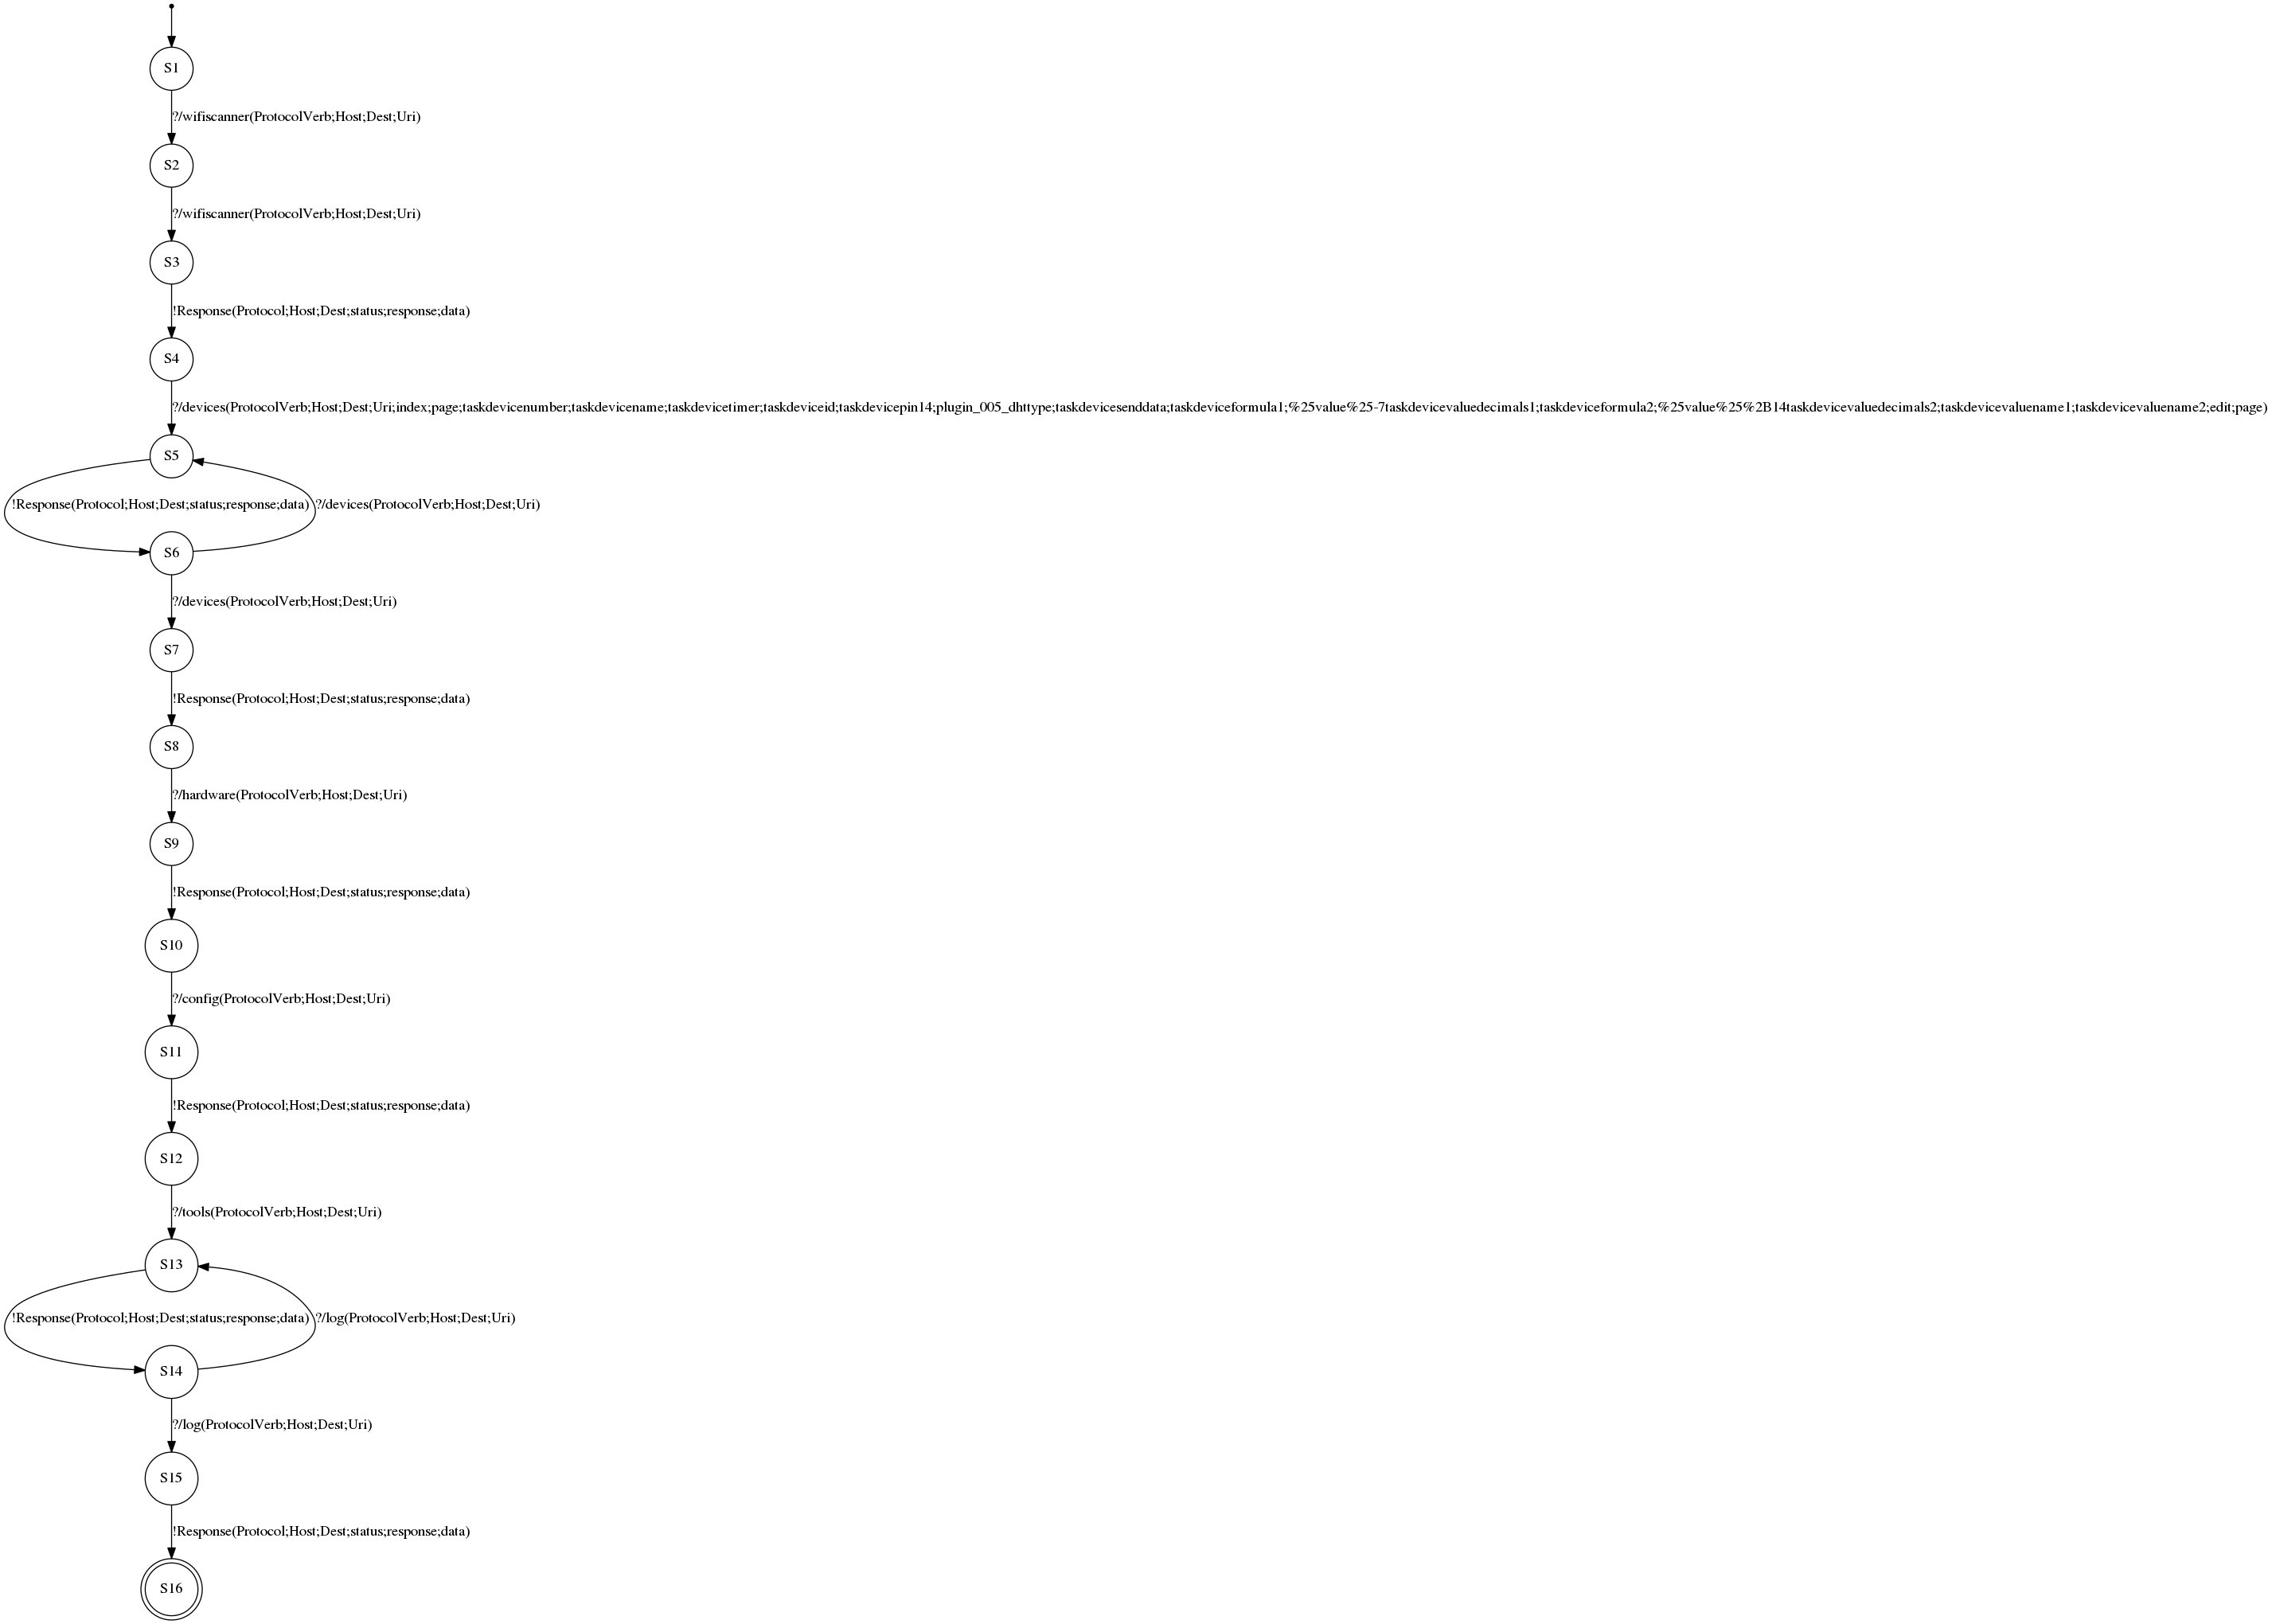 S1
?/wifiscanner(ProtocolVerb;Host;Dest;Uri)
S2
?/wifiscanner(ProtocolVerb;Host;Dest;Uri)
S3
!Response(Protocol;Host;Dest;status;response;data)
S4
?/devices(ProtocolVerb;Host;Dest;Uri;index;page;taskdevicenumber;taskdevicename;taskdevicetimer;taskdeviceid;taskdevicepin14;plugin_005_dhttype;taskdevicesenddata;taskdeviceformula1;%25value%25-7taskdevicevaluedecimals1;taskdeviceformula2;%25value%25%2B14taskdevicevaluedecimals2;taskdevicevaluename1;taskdevicevaluename2;edit;page)
S5
!Response(Protocol;Host;Dest;status;response;data)
?/devices(ProtocolVerb;Host;Dest;Uri)
S6
?/devices(ProtocolVerb;Host;Dest;Uri)
S7
!Response(Protocol;Host;Dest;status;response;data)
S8
?/hardware(ProtocolVerb;Host;Dest;Uri)
S9
!Response(Protocol;Host;Dest;status;response;data)
S10
?/config(ProtocolVerb;Host;Dest;Uri)
S11
!Response(Protocol;Host;Dest;status;response;data)
S12
?/tools(ProtocolVerb;Host;Dest;Uri)
S13
!Response(Protocol;Host;Dest;status;response;data)
?/log(ProtocolVerb;Host;Dest;Uri)
S14
?/log(ProtocolVerb;Host;Dest;Uri)
S15
!Response(Protocol;Host;Dest;status;response;data)
S16